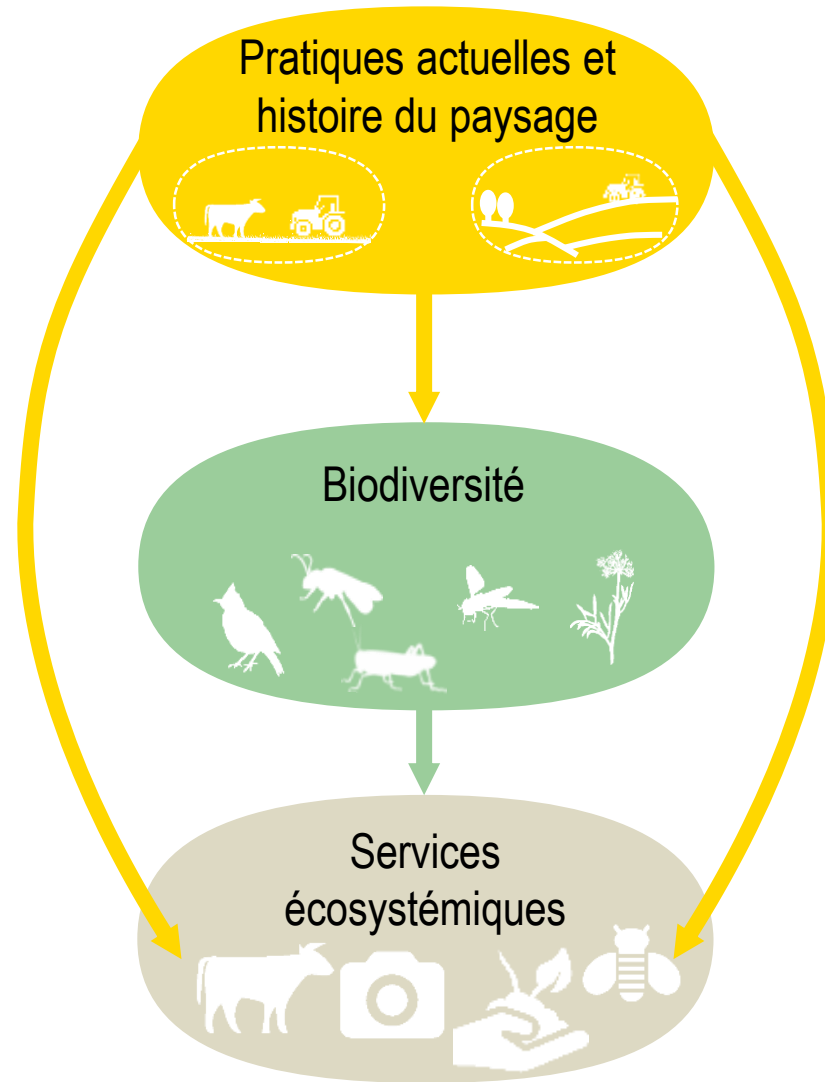 Pratiques actuelles et
histoire du paysage
Biodiversité
Services
écosystémiques